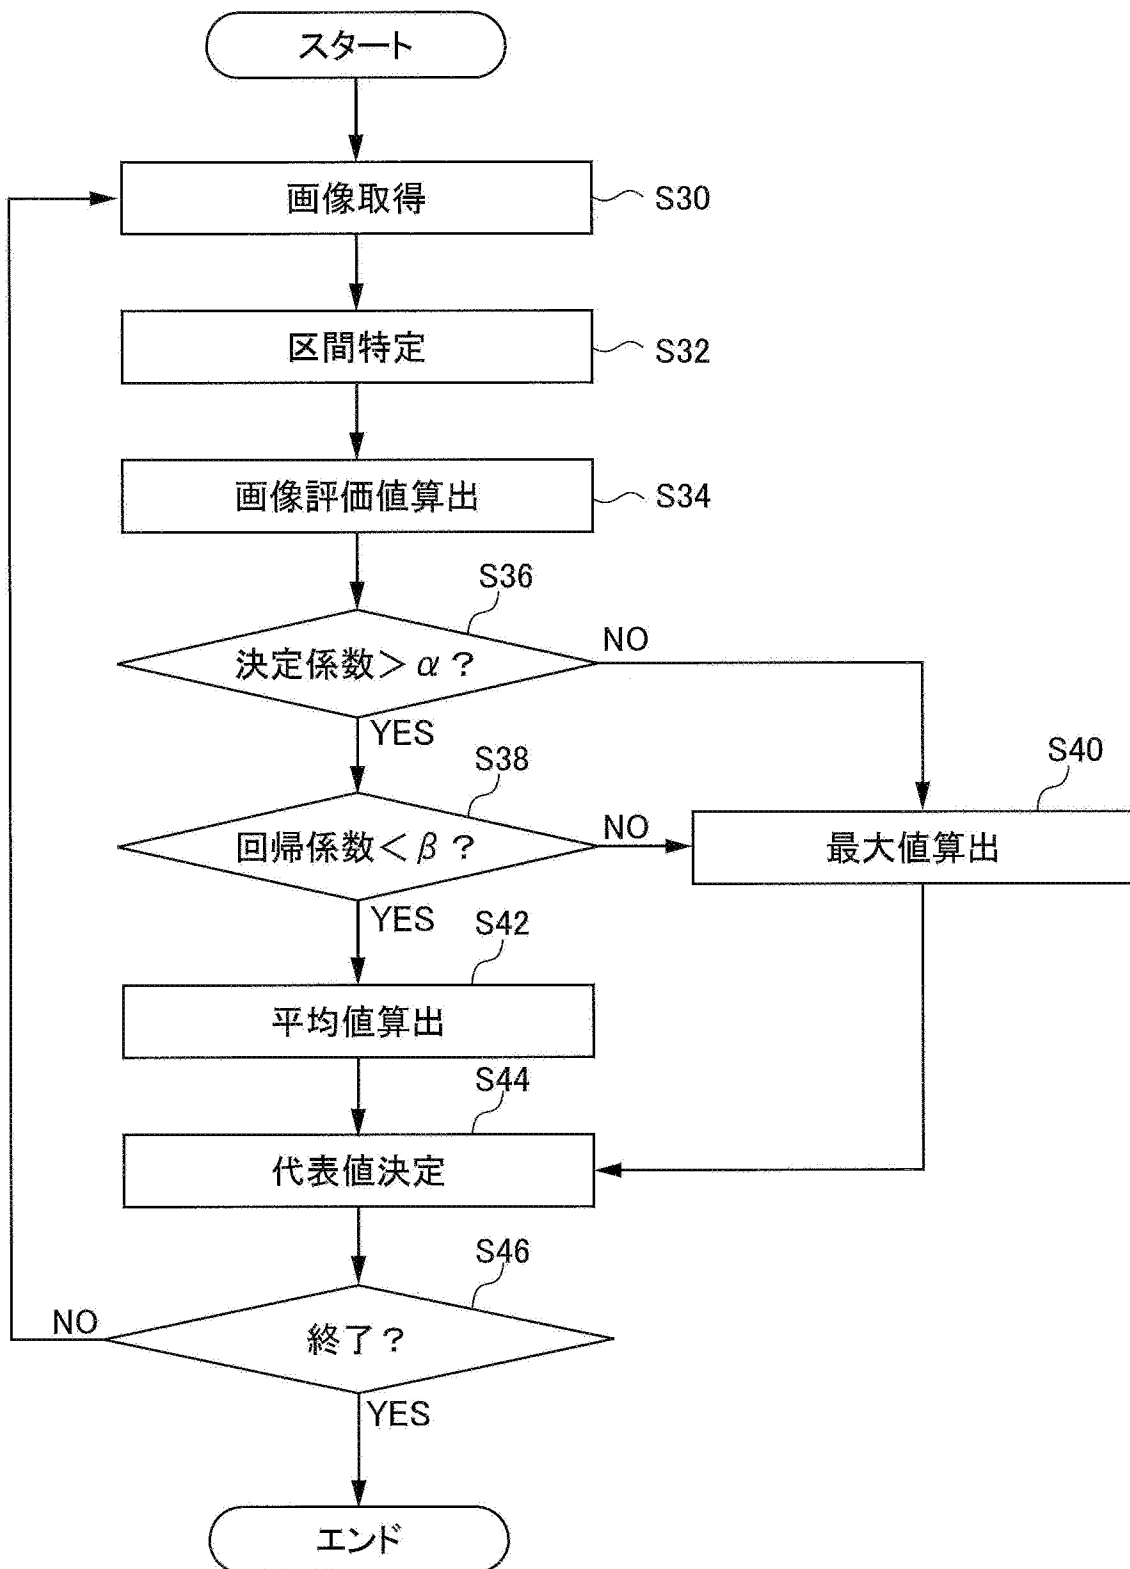 スタート
画像取得
S30
区間特定
S32
画像評価値算出
S34
S36
決定係数＞α？
NO
YES
S38
回帰係数＜β？
NO
S40
最大値算出
YES
S42
平均値算出
S44
代表値決定
S46
終了？
NO
YES
エンド